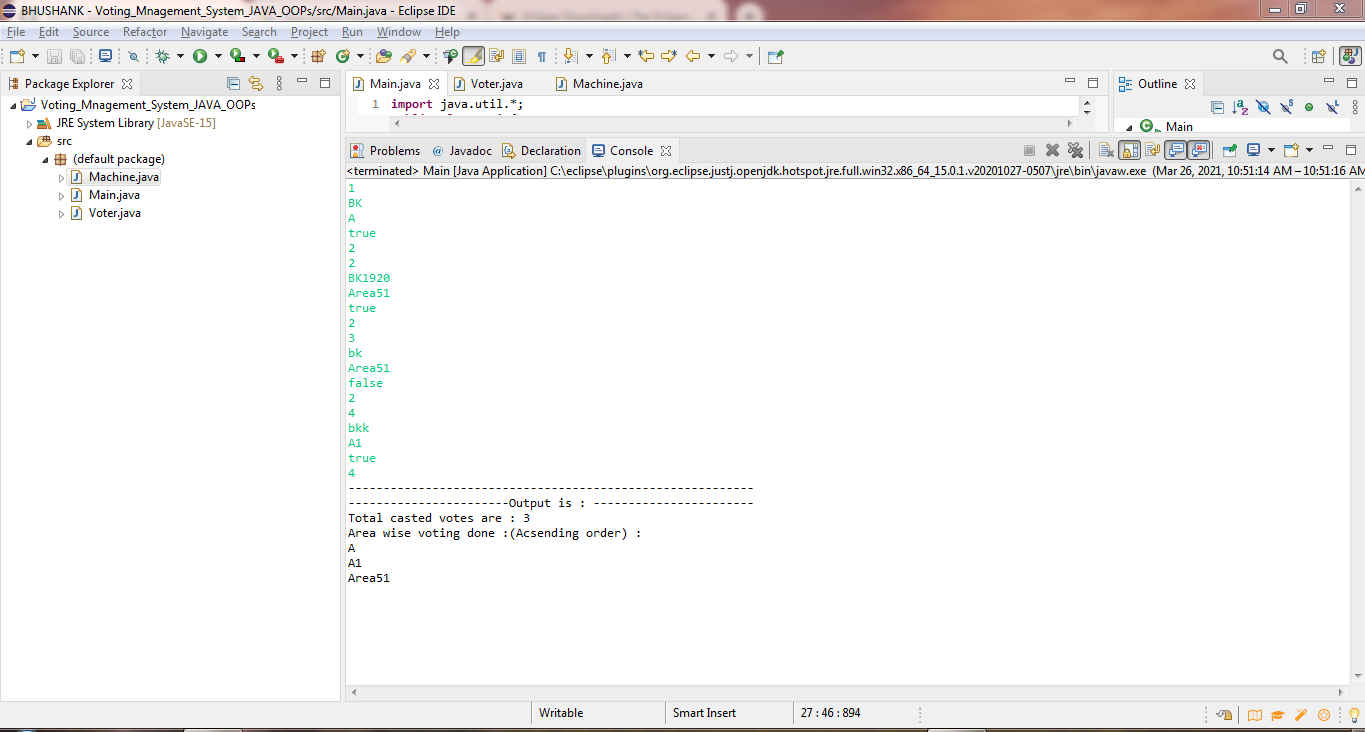 BHUSHANK - Voting_Mnagement_System_JAVA_OOPs/src/Main.java - Eclipse IDE
File Edit Source Refactor Navigate Search Project Run Window Help
Package Explorer
Voting_Mnagement_System_JAVA_OOPs
JRE System Library [JavaSE-15]
src
(default package)
Machine.java
Main.java
Voter.java
Main.java Voter.java Machine.java
1 import java.util.*;
Outline
Main
Problems Javadoc Declaration Console
<terminated> Main [Java Application] C:\eclipse\plugins\org.eclipse.justj.openjdk.hotspot.jre.full.win32.x86_64_15.0.1.v20201027-0507\jre\bin\javaw.exe (Mar 26, 2021, 10:51:14 AM – 10:51:16 AM
1
BK
A
true
2
2
BK1920
Area51
true
2
3
bk
Area51
false
2
4
bkk
A1
true
4
----------------------------------------------------------
-----------------------Output is : -----------------------
Total casted votes are : 3
Area wise voting done :(Acsending order) :
A
A1
Area51
Writable Smart Insert 27 : 46 : 894